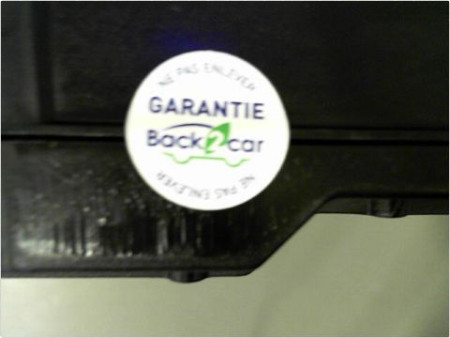 NE PAS ENLEVER
GARANTIE
Back2car
NE PAS ENLEVER